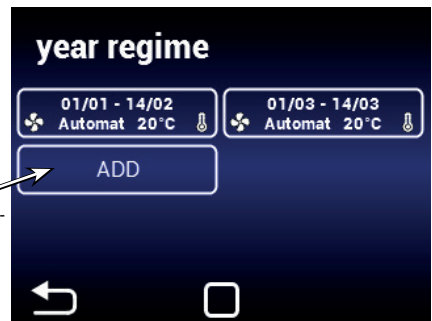 year regime
01/01 - 14/02
Automat 20°C
01/03 - 14/03
Automat 20°C
ADD
-